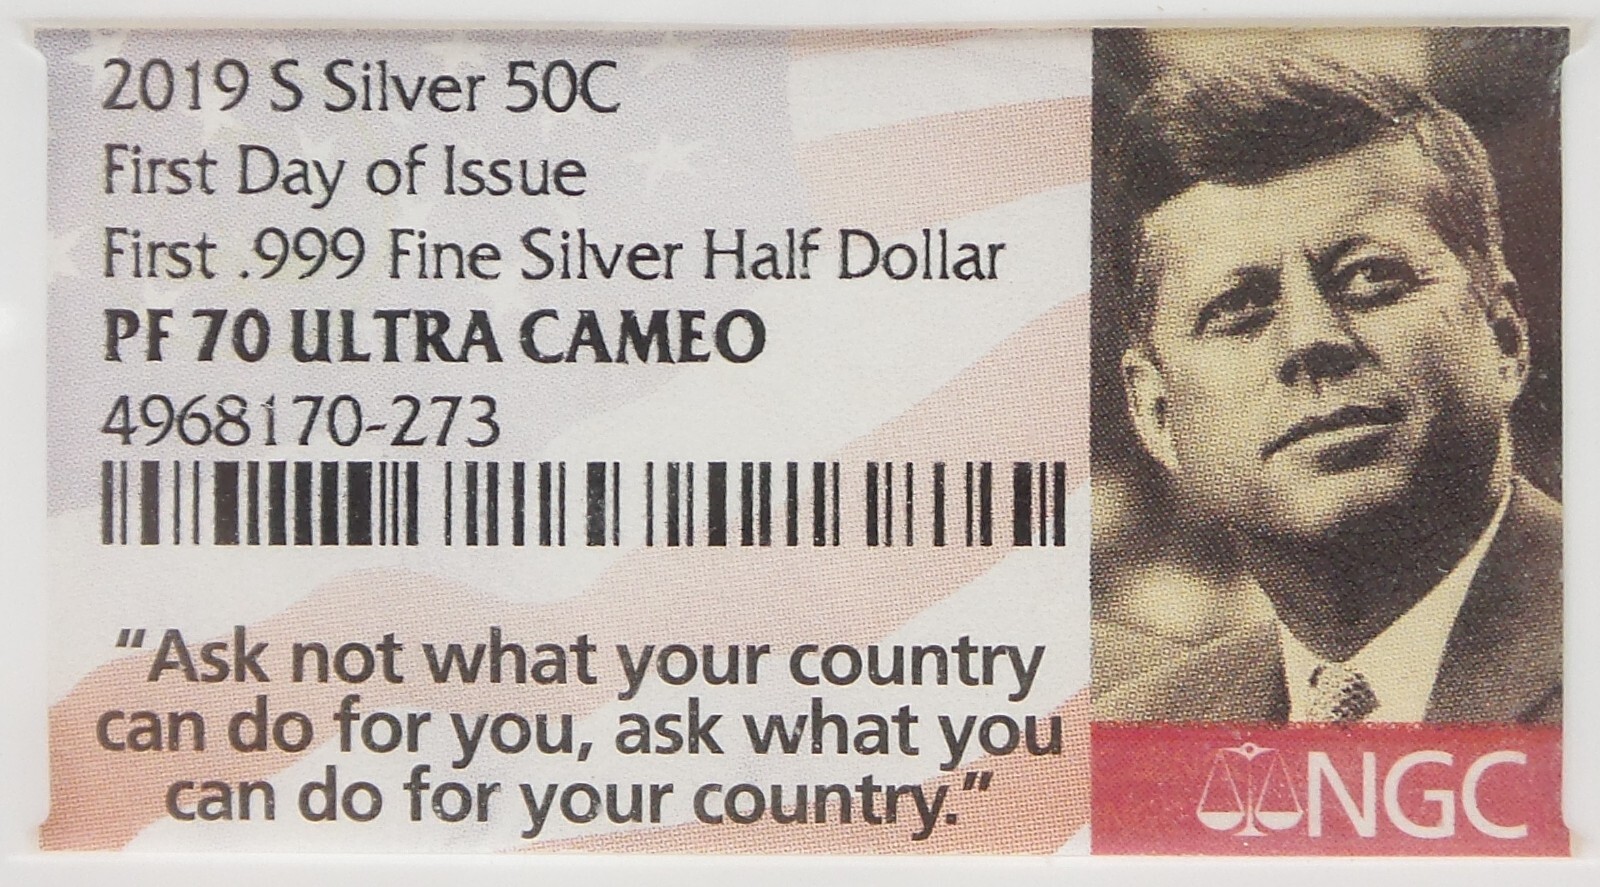 2019 S Silver 50C
First Day of Issue
First .999 Fine Silver Half Dollar
PF 70 ULTRA CAMEO
4968170-273
“Ask not what your country
can do for you, ask what you
can do for your country.”
NGC